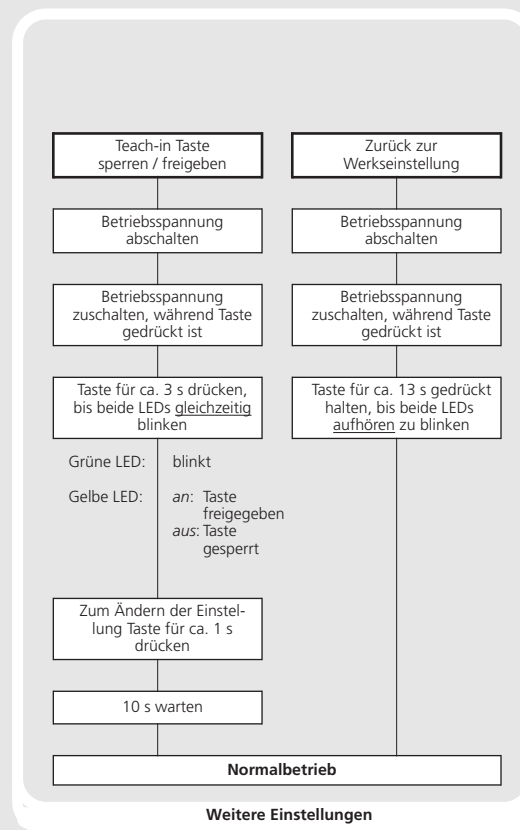 Teach-in Taste
sperren / freigeben
Betriebsspannung
abschalten
Betriebsspannung
zuschalten, während Taste
gedrückt ist
Taste für ca. 3 s drücken,
bis beide LEDs gleichzeitig
blinken
Grüne LED: blinkt
Gelbe LED: an: Taste
freigegeben
aus: Taste
gesperrt
Zum Ändern der Einstel-
lung Taste für ca. 1 s
drücken
10 s warten
Zurück zur
Werkseinstellung
Betriebsspannung
abschalten
Betriebsspannung
zuschalten, während Taste
gedrückt ist
Taste für ca. 13 s gedrückt
halten, bis beide LEDs
aufhören zu blinken
Normalbetrieb
Weitere Einstellungen